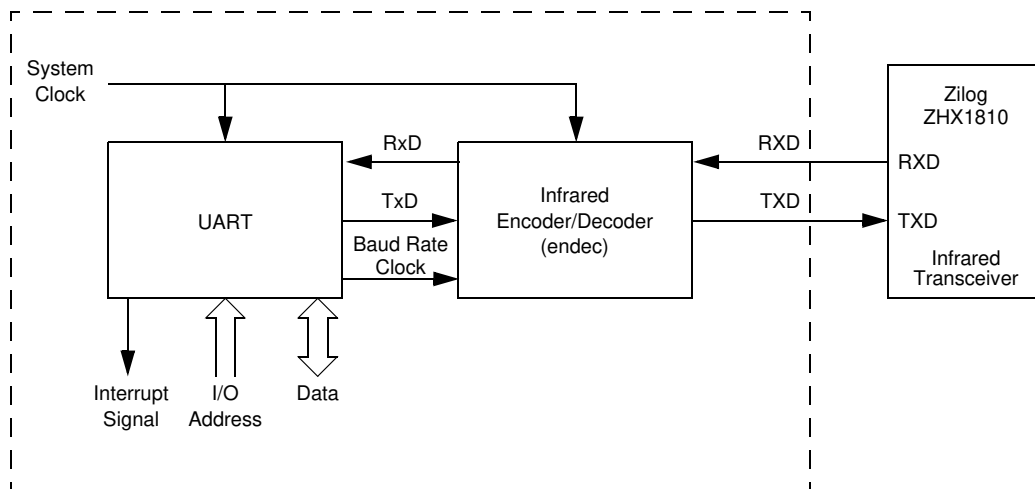 System
Clock
Zilog
ZHX1810
RxD
RXD
RXD
UART
TxD
Infrared
Encoder/Decoder
(endec)
TXD
TXD
Baud Rate
Clock
Infrared
Transceiver
Interrupt
Signal
I/O
Address
Data